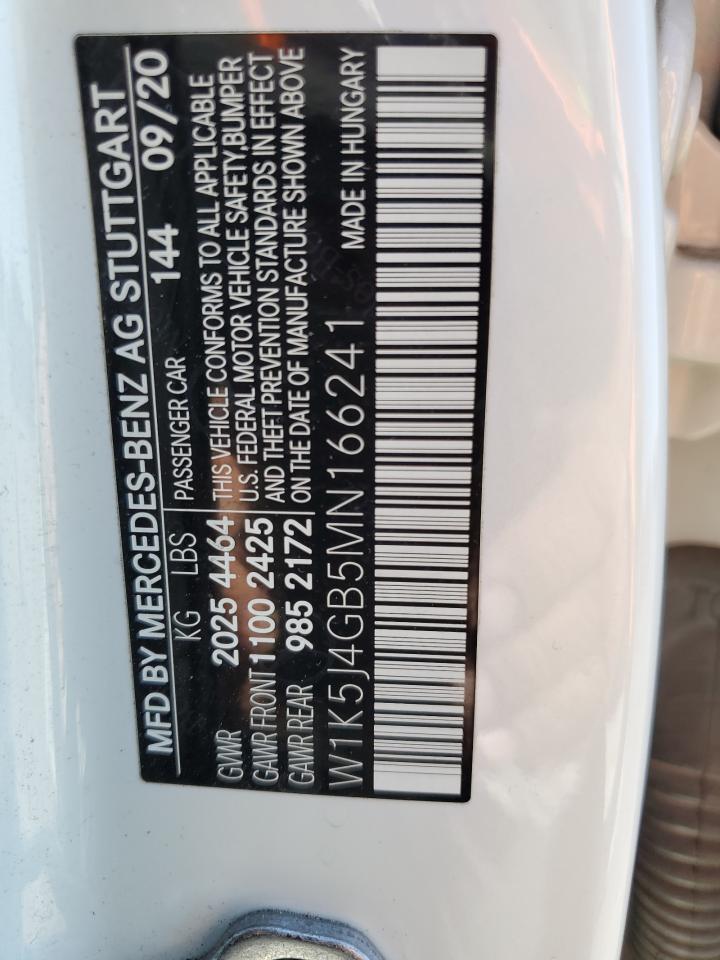 MFD BY MERCEDES-BENZ AG STUTTGART
144 09/20
KG LBS PASSENGER CAR
GVWR 2025 4464 THIS VEHICLE CONFORMS TO ALL APPLICABLE
GAWR FRONT 1100 2425 U.S. FEDERAL MOTOR VEHICLE SAFETY,BUMPER
GAWR REAR 985 2172 AND THEFT PREVENTION STANDARDS IN EFFECT
ON THE DATE OF MANUFACTURE SHOWN ABOVE
W1K5J4GB5MN166241 MADE IN HUNGARY